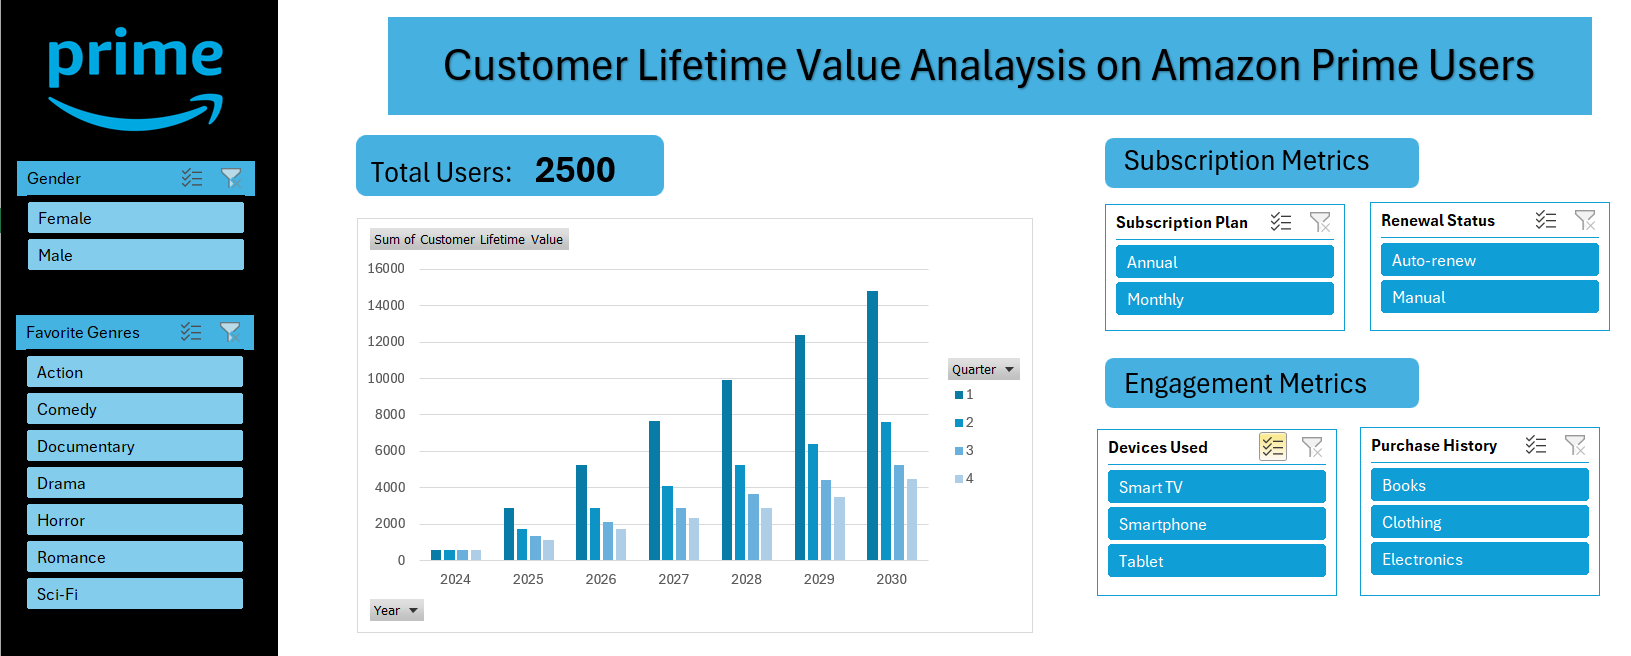 prime
Customer Lifetime Value Analaysis on Amazon Prime Users
Gender
Female
Male
Favorite Genres
Action
Comedy
Documentary
Drama
Horror
Romance
Sci-Fi
Total Users: 2500
Sum of Customer Lifetime Value
16000
14000
12000
10000
8000
6000
4000
2000
0
2024 2025 2026 2027 2028 2029 2030
Year
Quarter
1
2
3
4
Subscription Metrics
Subscription Plan
Annual
Monthly
Renewal Status
Auto-renew
Manual
Engagement Metrics
Devices Used
Smart TV
Smartphone
Tablet
Purchase History
Books
Clothing
Electronics